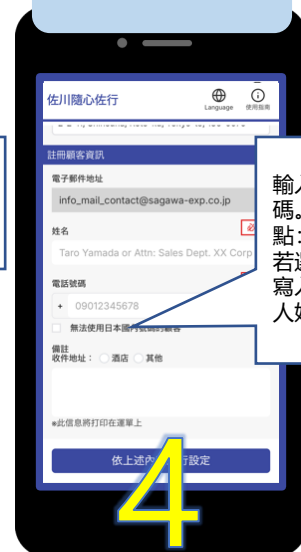 佐川隨心佐行
Language
使用指南
註冊顧客資訊
電子郵件地址
info_mail_contact@sagawa-exp.co.jp
姓名
Taro Yamada or Attn: Sales Dept. XX Corp
電話號碼
+ 09012345678
無法使用日本國內號碼的顧客
備註
收件地址： 酒店 其他
※此信息將打印在運單上
依上述內 行設定
4
輸入
碼。
點：
若選
寫入
人姓